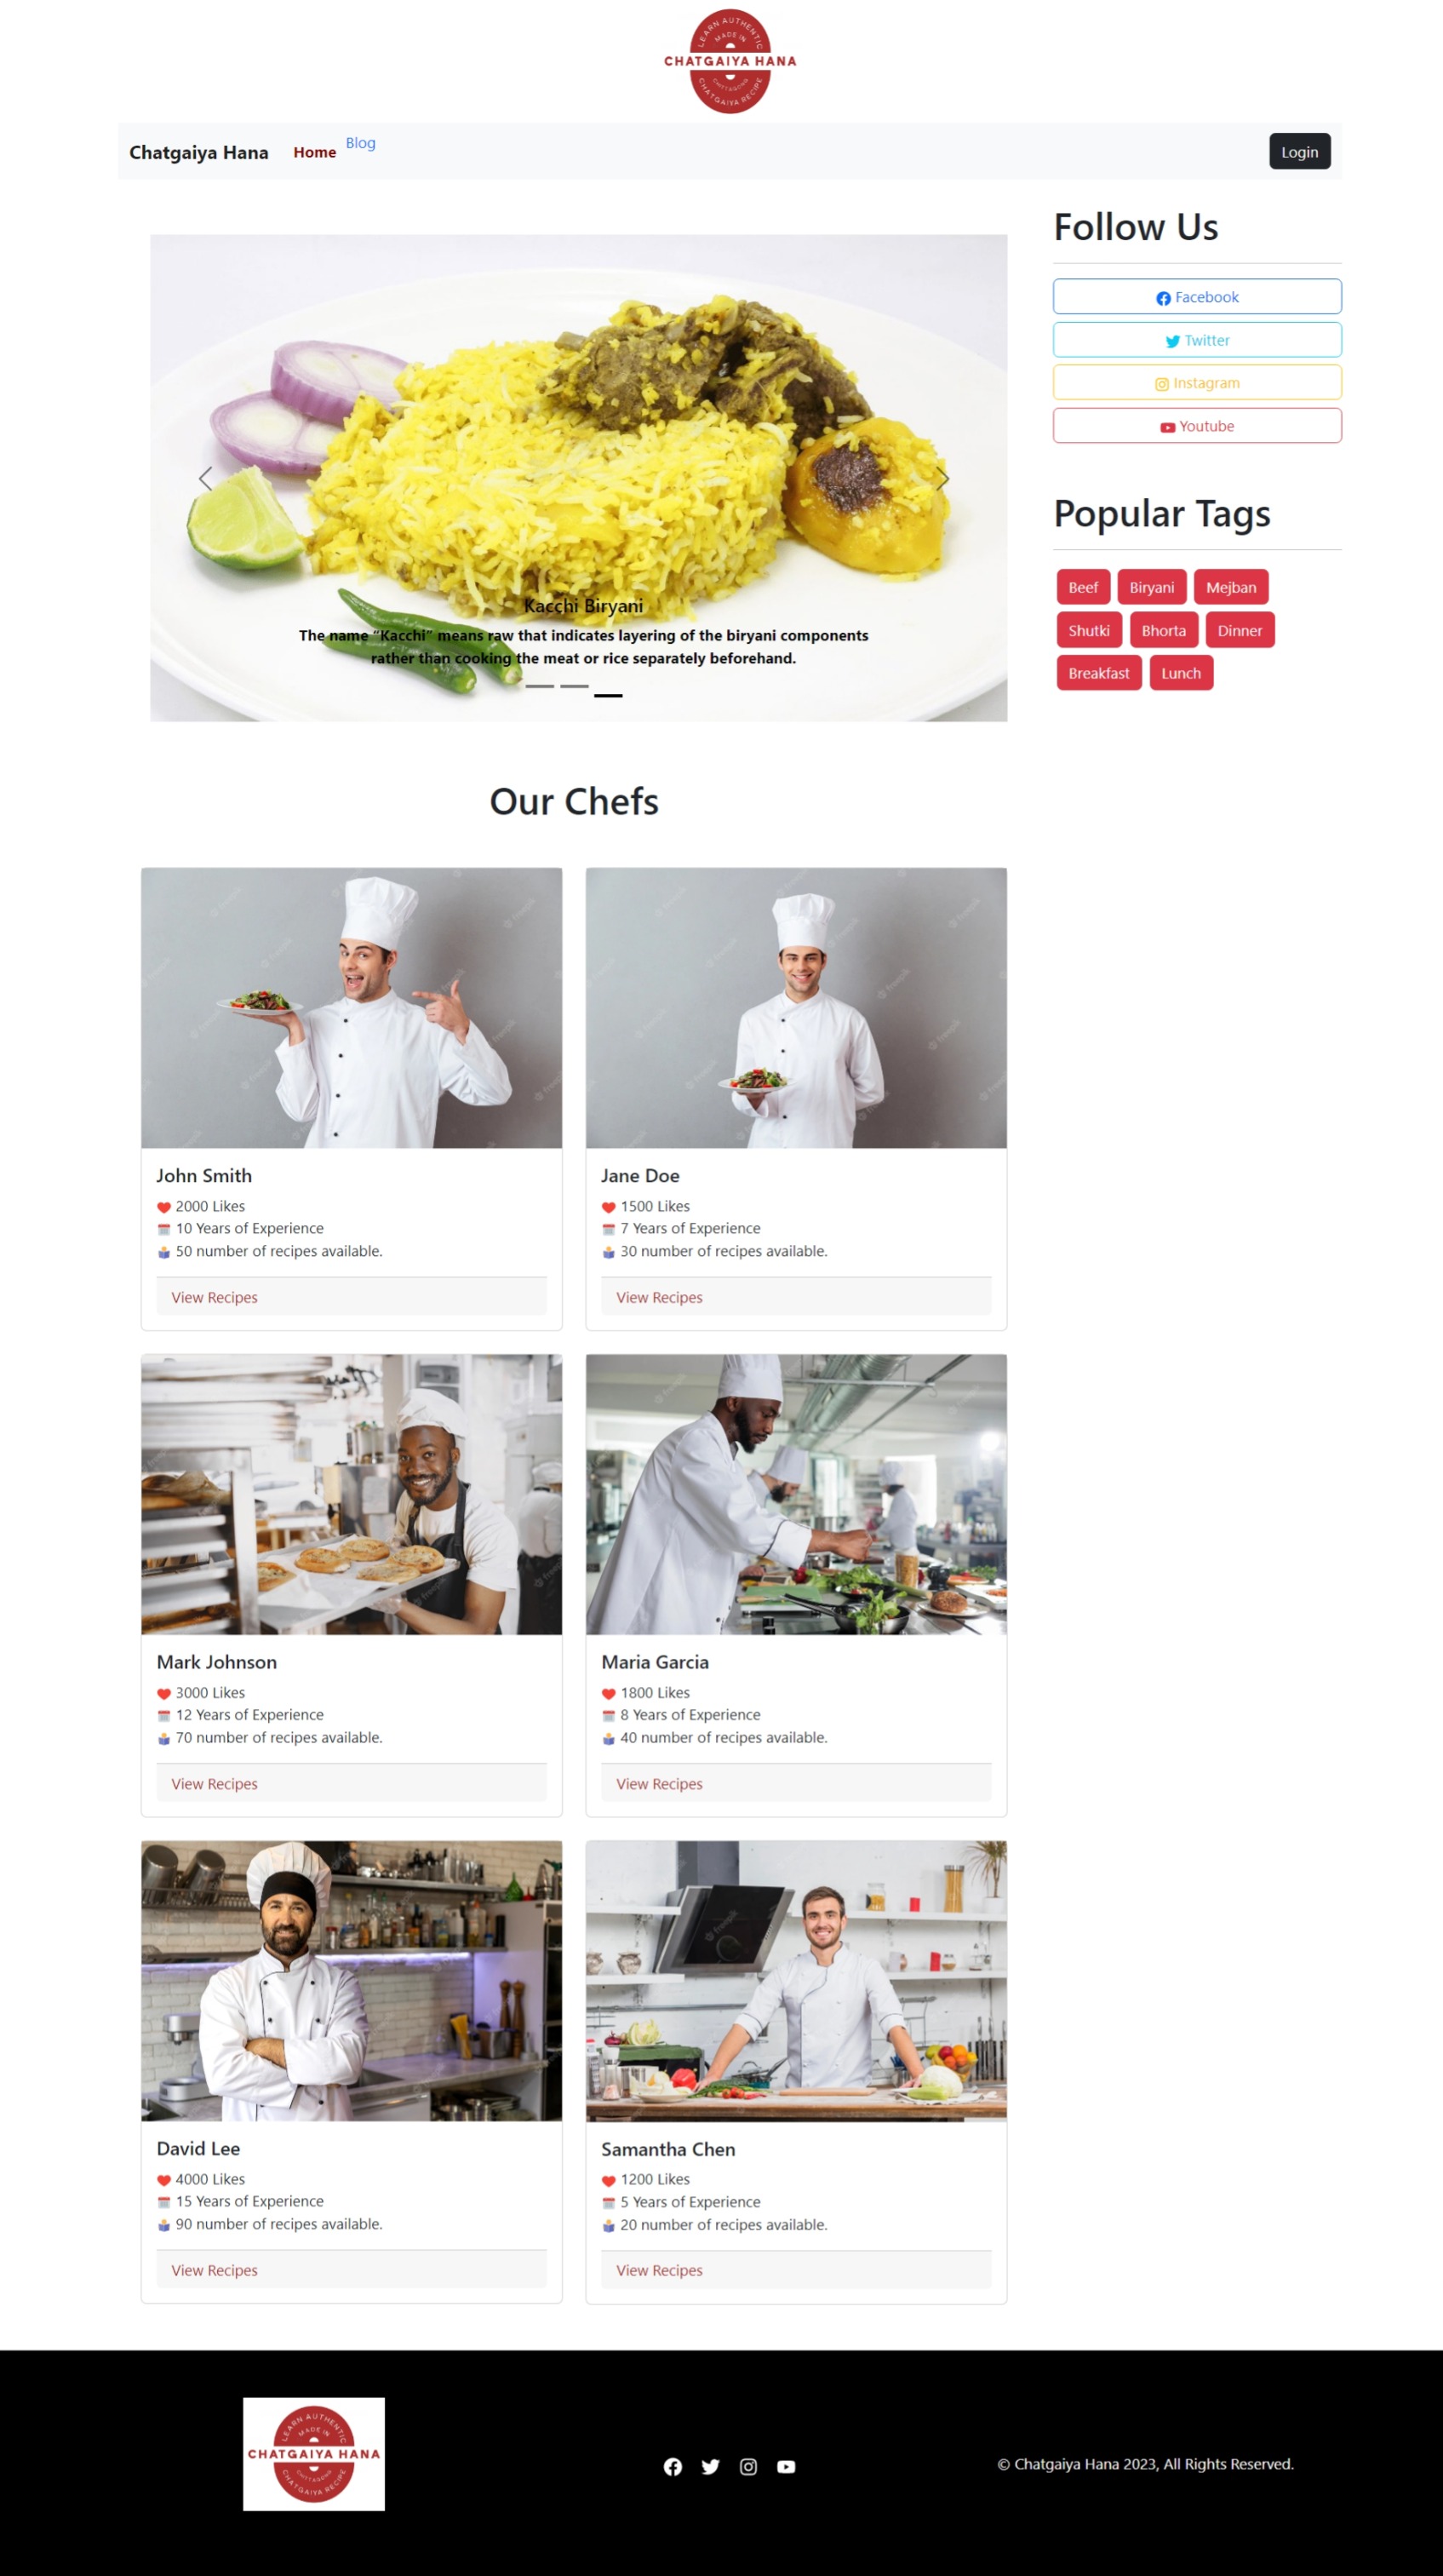 LEARN AUTHENTIC
MADE IN
CHATGAIYA HANA
CHITTAGONG
CHATGAIYA RECIPE
Chatgaiya Hana
Home
Blog
Login
Kacchi Biryani
The name “Kacchi” means raw that indicates layering of the biryani components
rather than cooking the meat or rice separately beforehand.
Follow Us
Facebook
Twitter
Instagram
Youtube
Popular Tags
Beef Biryani Mejban
Shutki Bhorta Dinner
Breakfast Lunch
Our Chefs
John Smith
2000 Likes
10 Years of Experience
50 number of recipes available.
View Recipes
Jane Doe
1500 Likes
7 Years of Experience
30 number of recipes available.
View Recipes
Mark Johnson
3000 Likes
12 Years of Experience
70 number of recipes available.
View Recipes
Maria Garcia
1800 Likes
8 Years of Experience
40 number of recipes available.
View Recipes
David Lee
4000 Likes
15 Years of Experience
90 number of recipes available.
View Recipes
Samantha Chen
1200 Likes
5 Years of Experience
20 number of recipes available.
View Recipes
LEARN AUTHENTIC
MADE IN
CHATGAIYA HANA
CHITTAGONG
CHATGAIYA RECIPE
© Chatgaiya Hana 2023, All Rights Reserved.